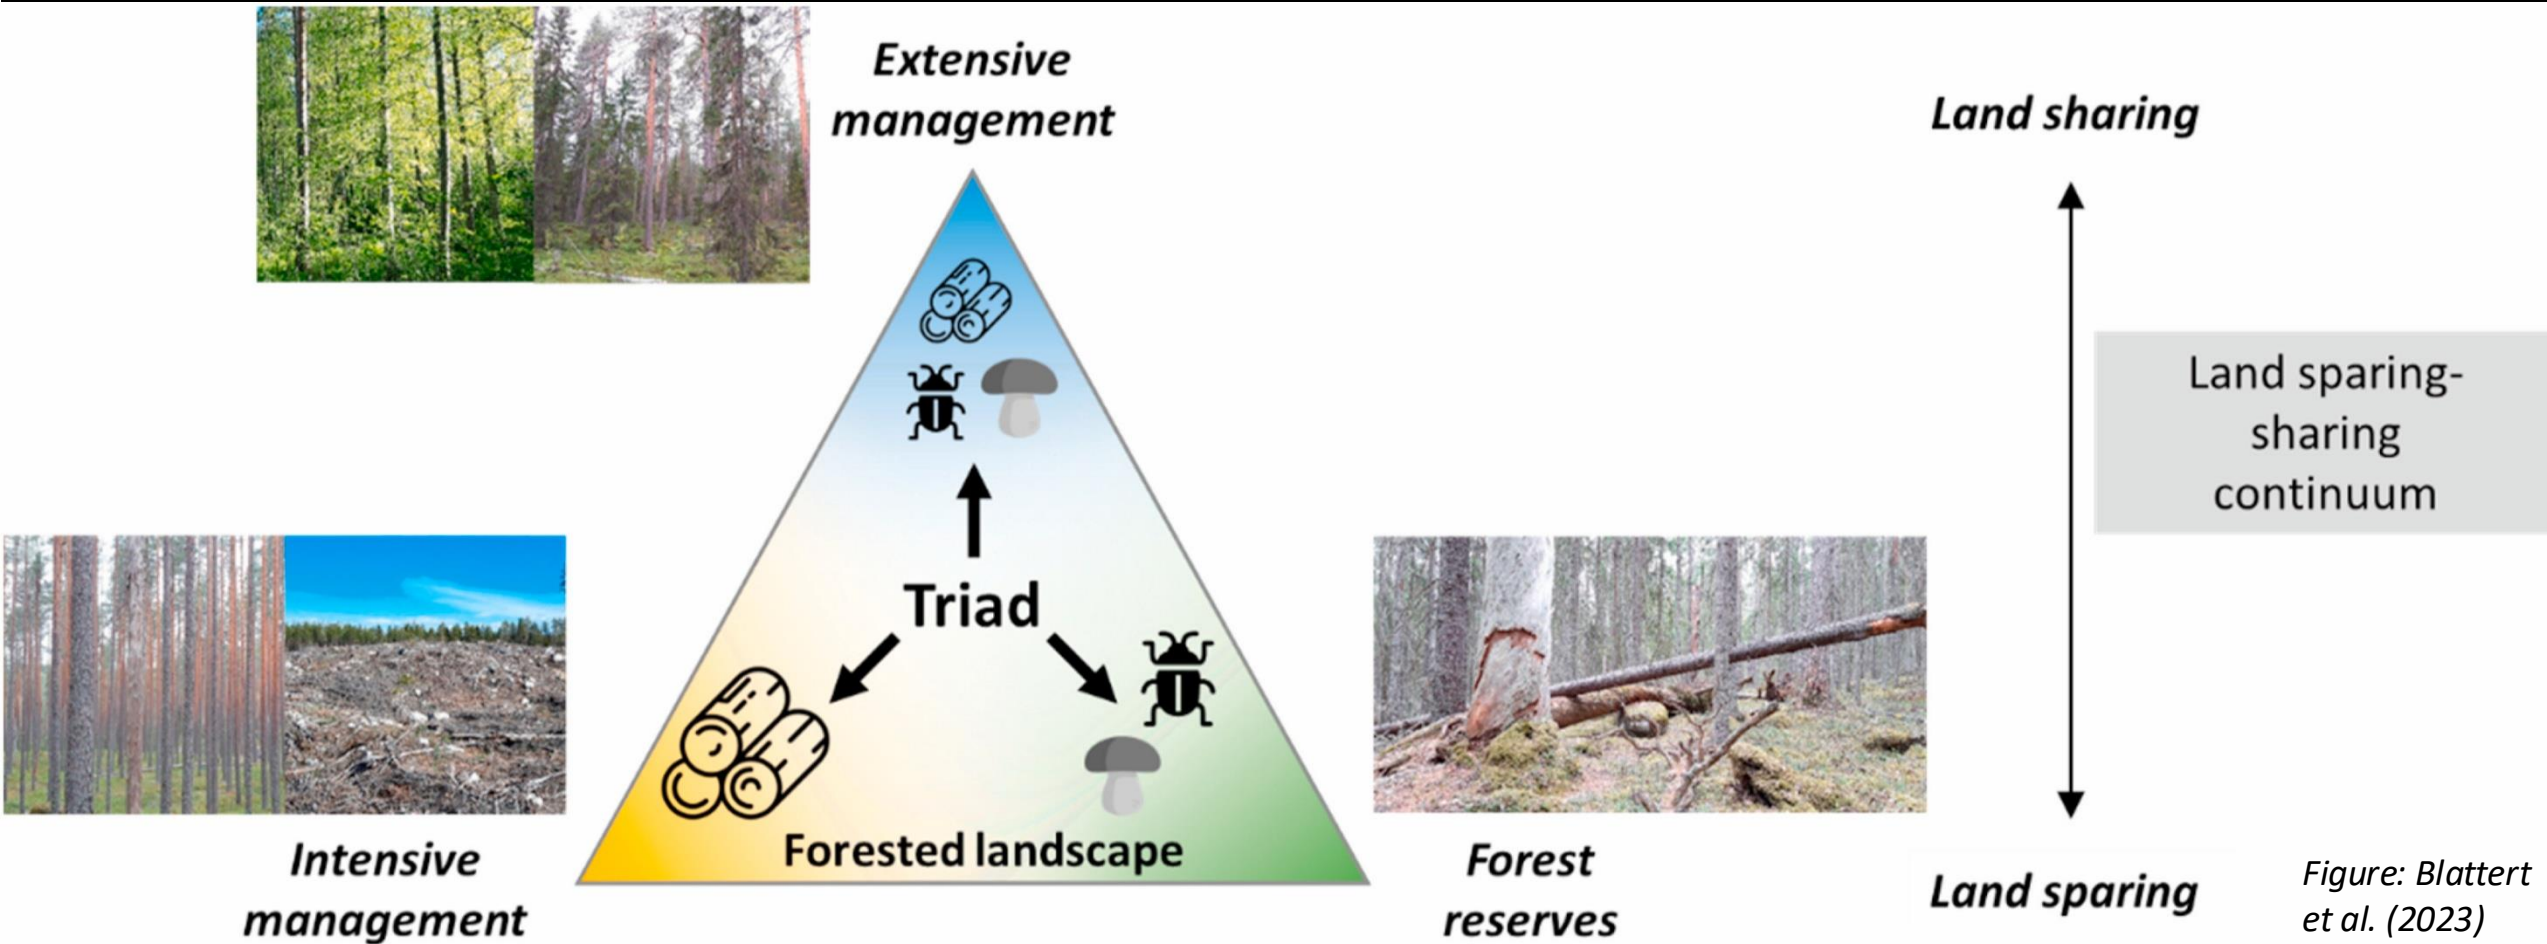 Extensive
management
Land sharing
Land sparing-
sharing
continuum
Triad
Forested landscape
Intensive
management
Forest
reserves
Land sparing
Figure: Blattert
et al. (2023)